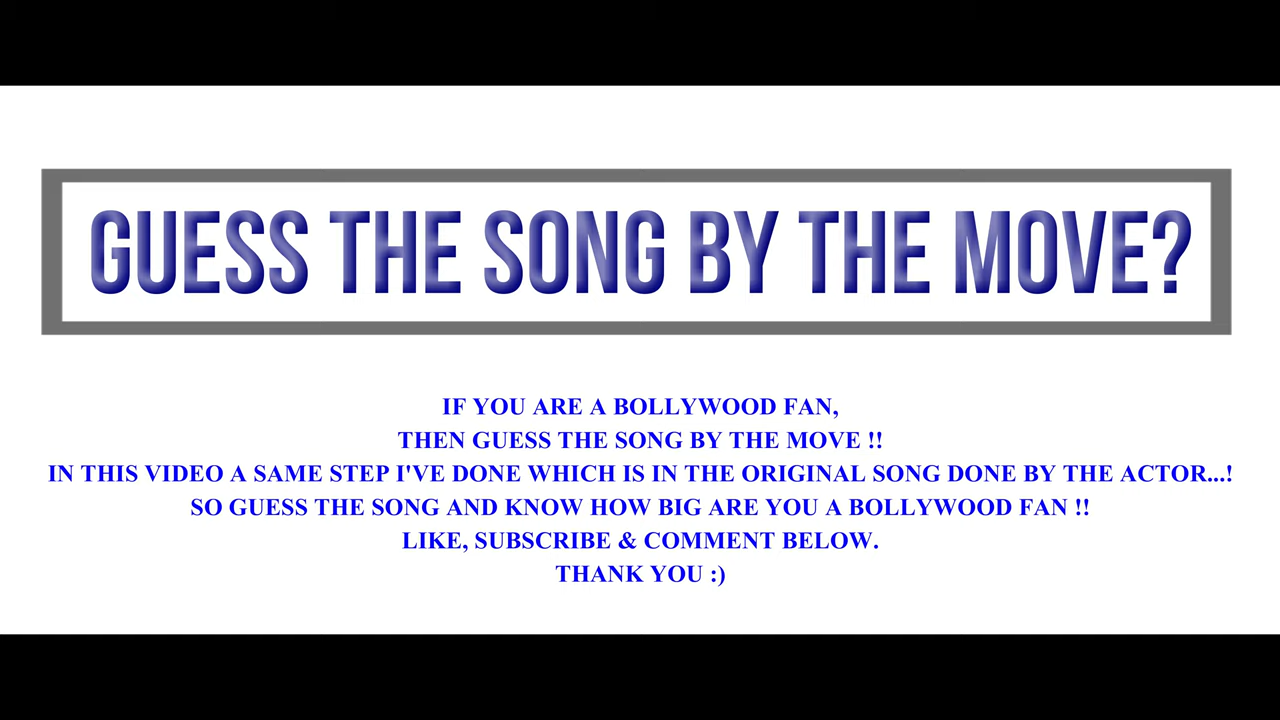 GUESS THE SONG BY THE MOVE?
IF YOU ARE A BOLLYWOOD FAN,
THEN GUESS THE SONG BY THE MOVE !!
IN THIS VIDEO A SAME STEP I'VE DONE WHICH IS IN THE ORIGINAL SONG DONE BY THE ACTOR...!
SO GUESS THE SONG AND KNOW HOW BIG ARE YOU A BOLLYWOOD FAN !!
LIKE, SUBSCRIBE & COMMENT BELOW.
THANK YOU :)